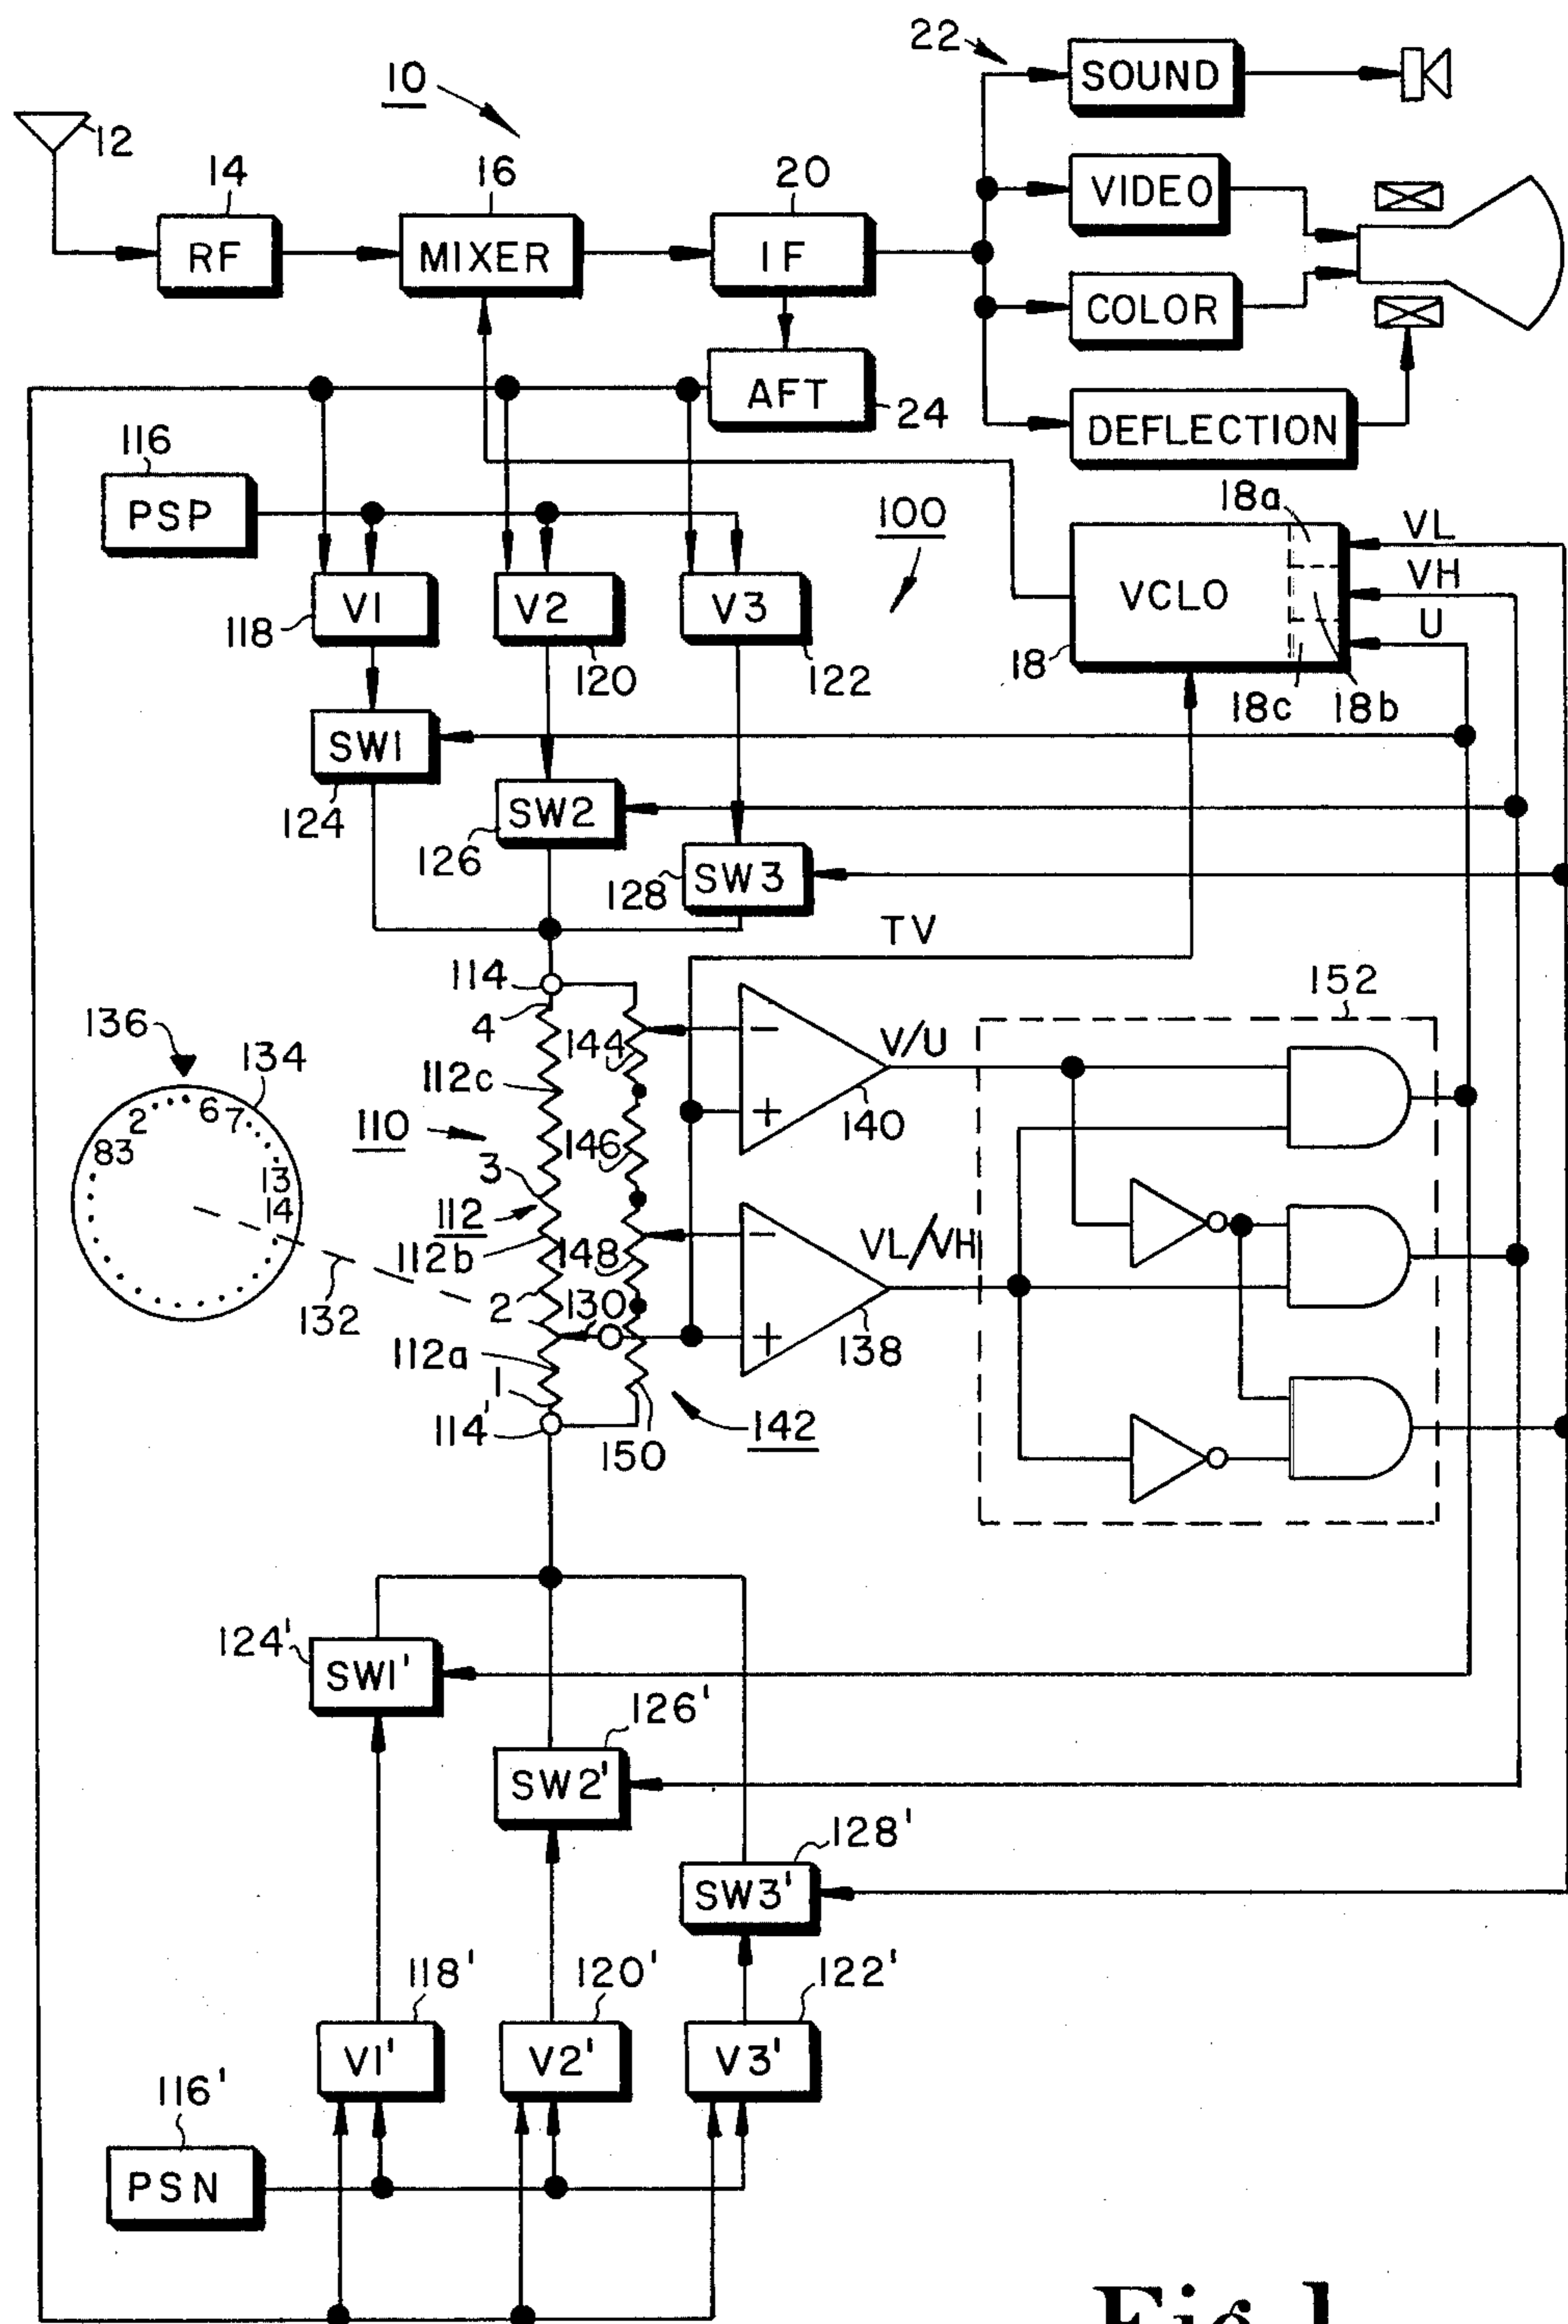 22
SOUND
10
12
14
16
20
VIDEO
RF
MIXER
IF
COLOR
AFT
24
DEFLECTION
116
PSP
100
18a
VL
VH
U
VCLO
V1
V2
V3
118
120
122
18
18c
18b
SW1
124
SW2
126
SW3
128
TV
114
4
144
152
136
134
V/U
112c
140
2
6
7
83
110
146
3
13
14
112
112b
148
VL/VH
132
2
130
138
112a
1
114'
150
142
−
+
−
+
124'
SW1'
126'
SW2'
128'
SW3'
118'
120'
122'
V1'
V2'
V3'
116'
PSN
Fig. 1